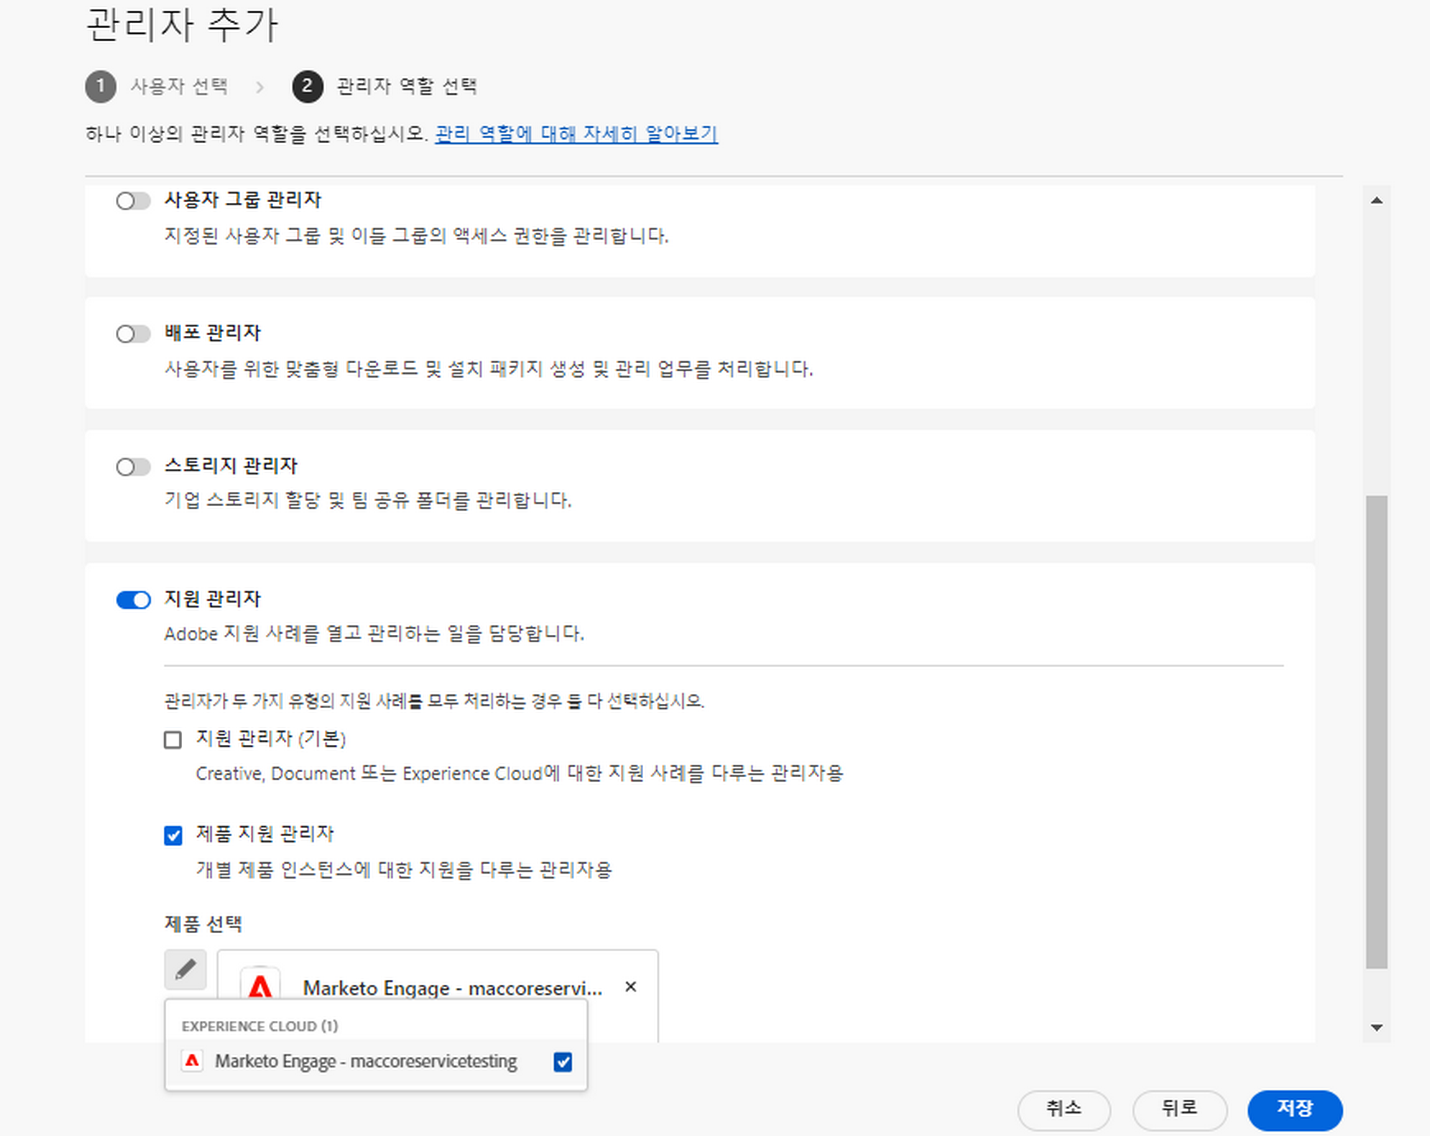 관리자 추가
1 사용자 선택 > 2 관리자 역할 선택
하나 이상의 관리자 역할을 선택하십시오. 관리 역할에 대해 자세히 알아보기
사용자 그룹 관리자
지정된 사용자 그룹 및 이들 그룹의 액세스 권한을 관리합니다.
배포 관리자
사용자를 위한 맞춤형 다운로드 및 설치 패키지 생성 및 관리 업무를 처리합니다.
스토리지 관리자
기업 스토리지 할당 및 팀 공유 폴더를 관리합니다.
지원 관리자
Adobe 지원 사례를 열고 관리하는 일을 담당합니다.
관리자가 두 가지 유형의 지원 사례를 모두 처리하는 경우 둘 다 선택하십시오.
지원 관리자 (기본)
Creative, Document 또는 Experience Cloud에 대한 지원 사례를 다루는 관리자용
제품 지원 관리자
개별 제품 인스턴스에 대한 지원을 다루는 관리자용
제품 선택
Marketo Engage - maccoreservi... ×
EXPERIENCE CLOUD (1)
Marketo Engage - maccoreservicetesting
취소 뒤로 저장